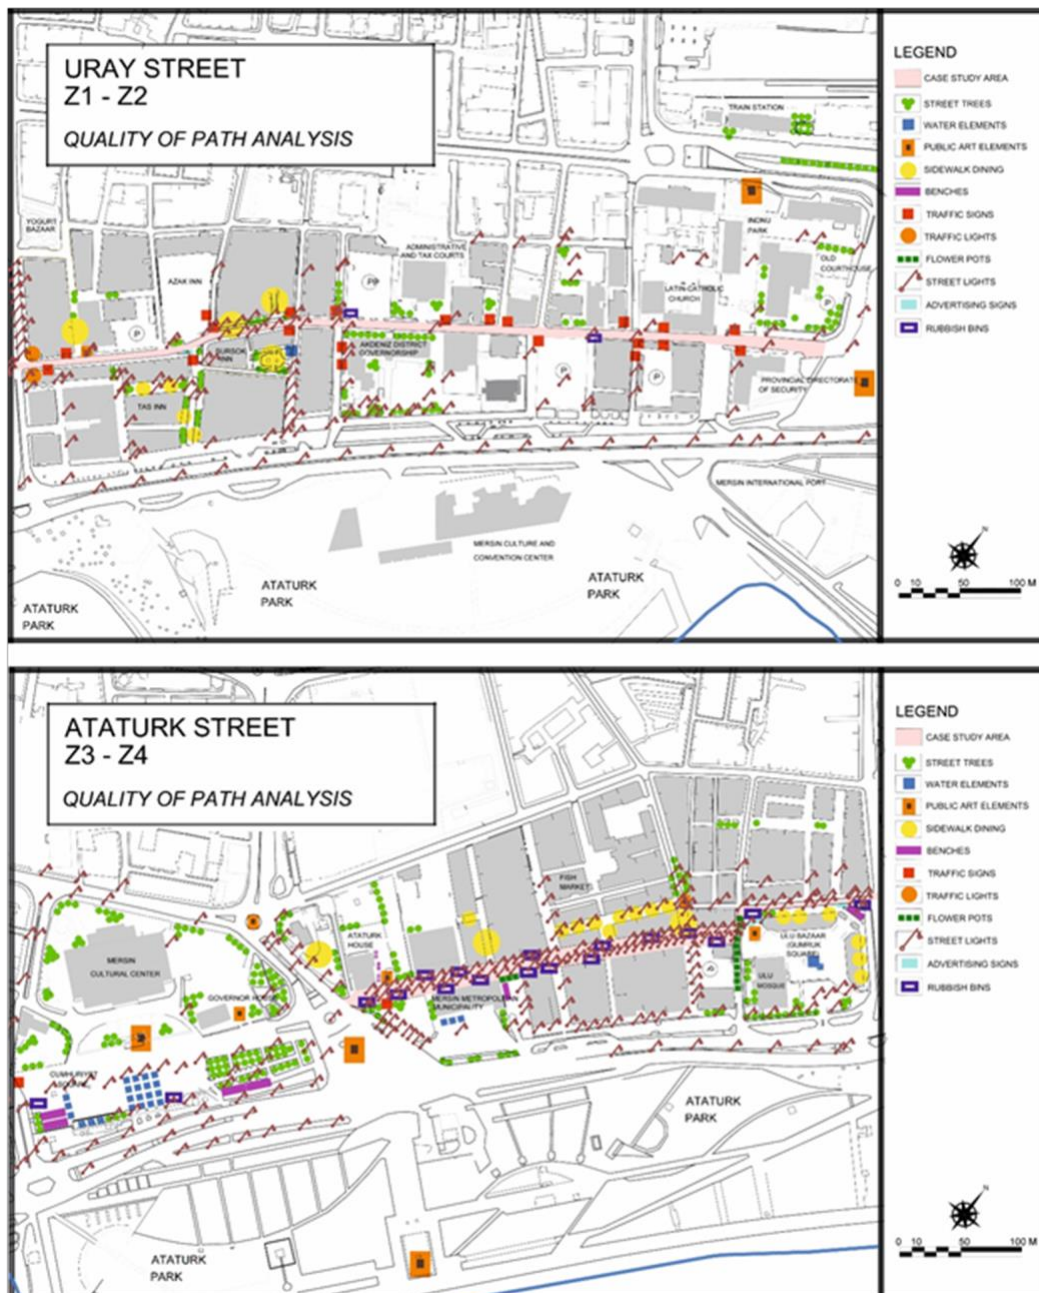 URAY STREET
Z1 - Z2
QUALITY OF PATH ANALYSIS
LEGEND
CASE STUDY AREA
STREET TREES
WATER ELEMENTS
PUBLIC ART ELEMENTS
SIDEWALK DINING
BENCHES
TRAFFIC SIGNS
TRAFFIC LIGHTS
FLOWER POTS
STREET LIGHTS
ADVERTISING SIGNS
RUBBISH BINS
TRAIN STATION
YOGURT
BAZAAR
ADMINISTRATIVE
AND TAX COURTS
INONU
PARK
OLD
COURTHOUSE
AZAK INN
P
LATIN CATHOLIC
CHURCH
P
P
BURSOK
INN
AKDENIZ DISTRICT
GOVERNORSHIP
P
P
PROVINCIAL DIRECTORATE
OF SECURITY
TAS INN
MERSIN INTERNATIONAL PORT
MERSIN CULTURE AND
CONVENTION CENTER
ATATURK
PARK
ATATURK
PARK
ATATURK
PARK
N
0 10 50 100 M
ATATURK STREET
Z3 - Z4
QUALITY OF PATH ANALYSIS
LEGEND
CASE STUDY AREA
STREET TREES
WATER ELEMENTS
PUBLIC ART ELEMENTS
SIDEWALK DINING
BENCHES
TRAFFIC SIGNS
TRAFFIC LIGHTS
FLOWER POTS
STREET LIGHTS
ADVERTISING SIGNS
RUBBISH BINS
FISH
MARKET
ATATURK
HOUSE
ULU BAZAAR
(GUMRUK
SQUARE)
MERSIN
CULTURAL CENTER
ULU
MOSQUE
GOVERNOR HOUSE
MERSIN METROPOLITAN
MUNICIPALITY
CUMHURIYET
SQUARE
ATATURK
PARK
ATATURK
PARK
N
0 10 50 100 M